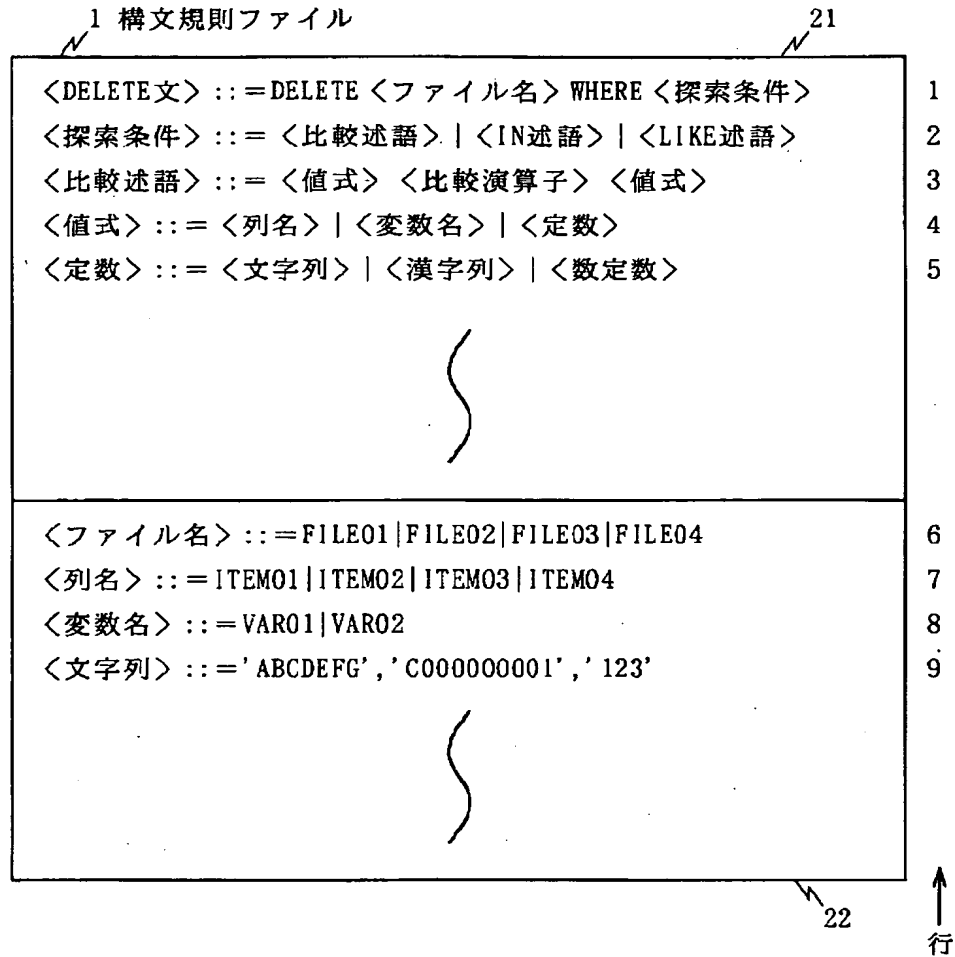 1 構文規則ファイル
21
<DELETE文> ::=DELETE <ファイル名> WHERE <探索条件> 1
<探索条件> ::= <比較述語> | <IN述語> | <LIKE述語> 2
<比較述語> ::= <値式> <比較演算子> <値式> 3
<値式> ::= <列名> | <変数名> | <定数> 4
<定数> ::= <文字列> | <漢字列> | <数定数> 5
<ファイル名> ::=FILE01|FILE02|FILE03|FILE04 6
<列名> ::=ITEM01|ITEM02|ITEM03|ITEM04 7
<変数名> ::=VAR01|VAR02 8
<文字列> ::='ABCDEFG','C000000001','123' 9
22
行